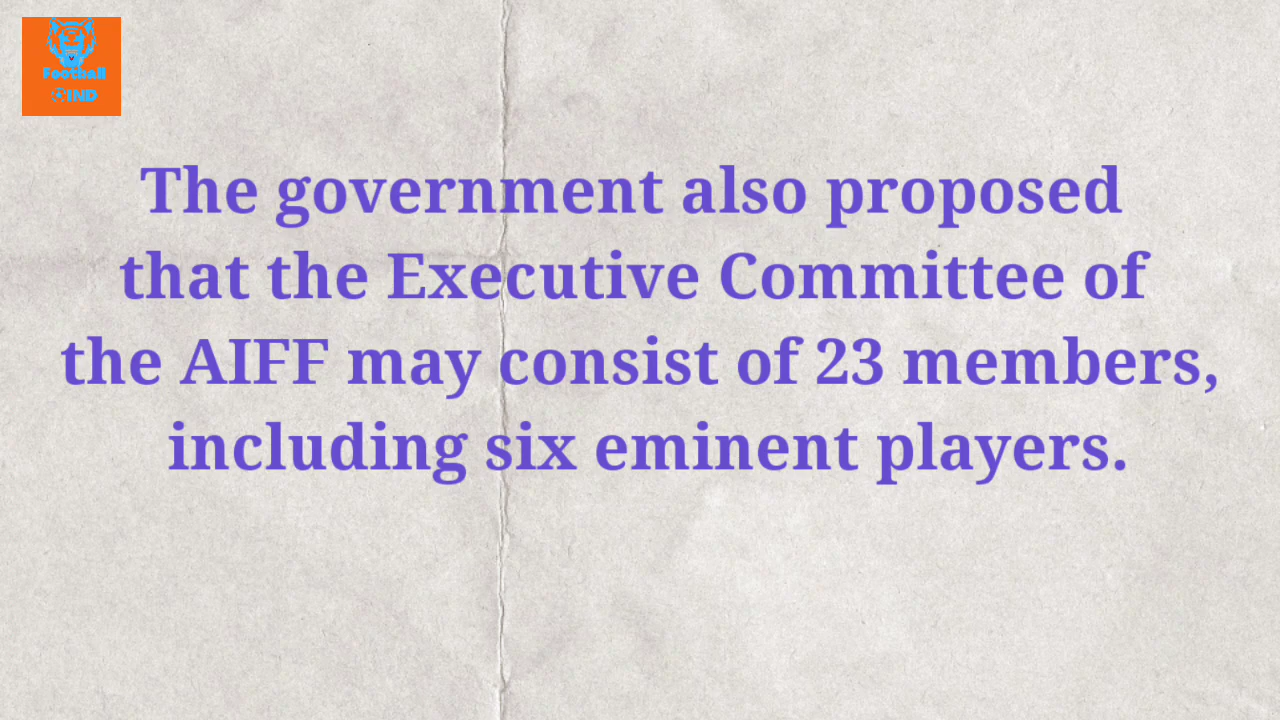 Football
IND
The government also proposed
that the Executive Committee of
the AIFF may consist of 23 members,
including six eminent players.